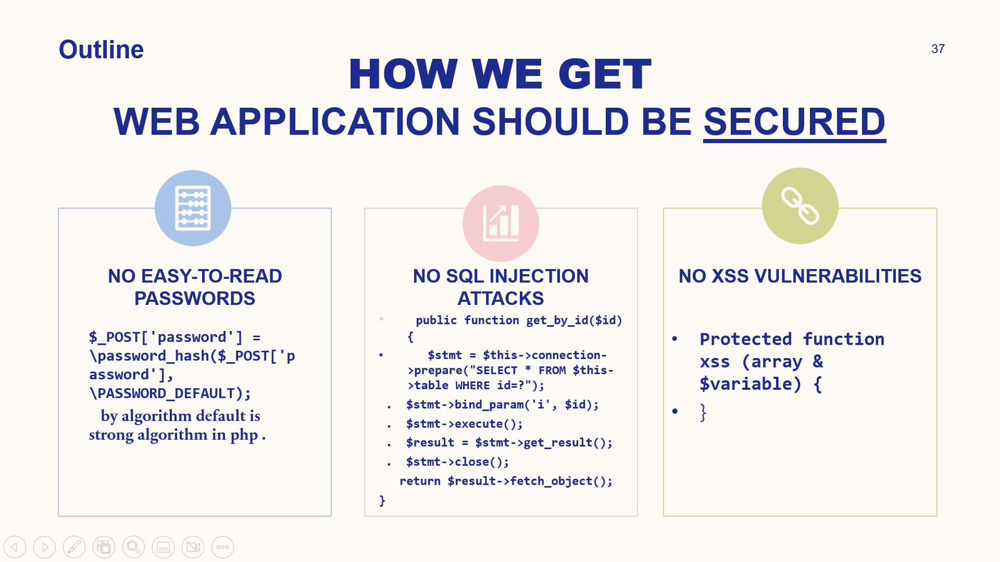 Outline
37
HOW WE GET
WEB APPLICATION SHOULD BE SECURED
NO EASY-TO-READ
PASSWORDS
$_POST['password'] =
\password_hash($_POST['p
assword'],
\PASSWORD_DEFAULT);
by algorithm default is
strong algorithm in php .
NO SQL INJECTION
ATTACKS
• public function get_by_id($id)
{
• $stmt = $this->connection-
>prepare("SELECT * FROM $this-
>table WHERE id=?");
. $stmt->bind_param('i', $id);
. $stmt->execute();
. $result = $stmt->get_result();
. $stmt->close();
return $result->fetch_object();
}
NO XSS VULNERABILITIES
• Protected function
xss (array &
$variable) {
• }